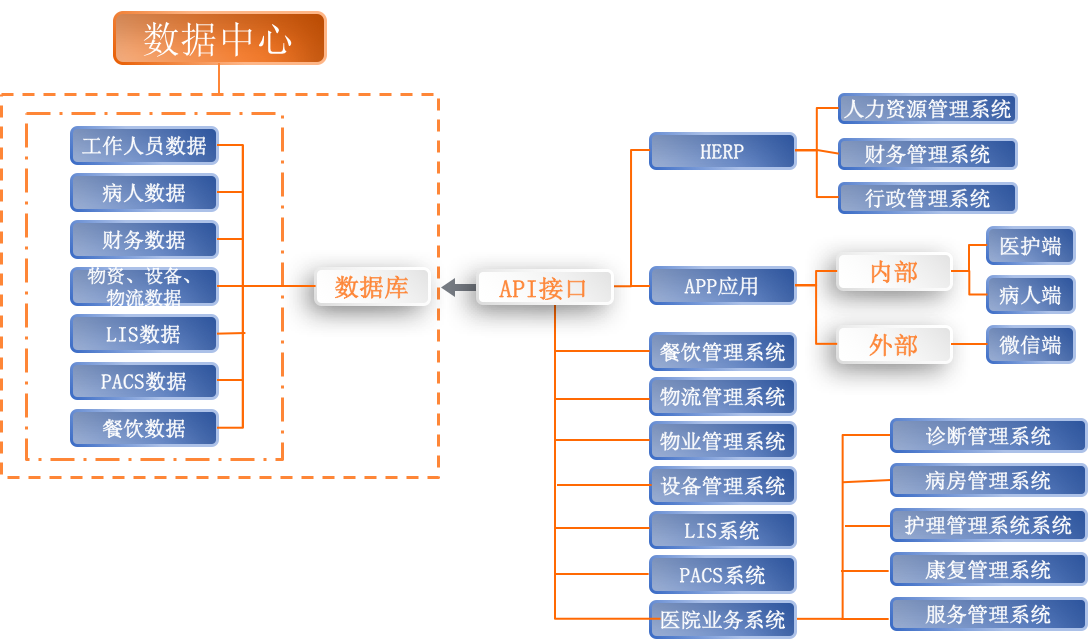 数据中心
工作人员数据
病人数据
财务数据
物资、设备、
物流数据
LIS数据
PACS数据
餐饮数据
数据库
API接口
HERP
人力资源管理系统
财务管理系统
行政管理系统
APP应用
内部
医护端
病人端
外部
微信端
餐饮管理系统
物流管理系统
物业管理系统
设备管理系统
LIS系统
PACS系统
医院业务系统
诊断管理系统
病房管理系统
护理管理系统系统
康复管理系统
服务管理系统